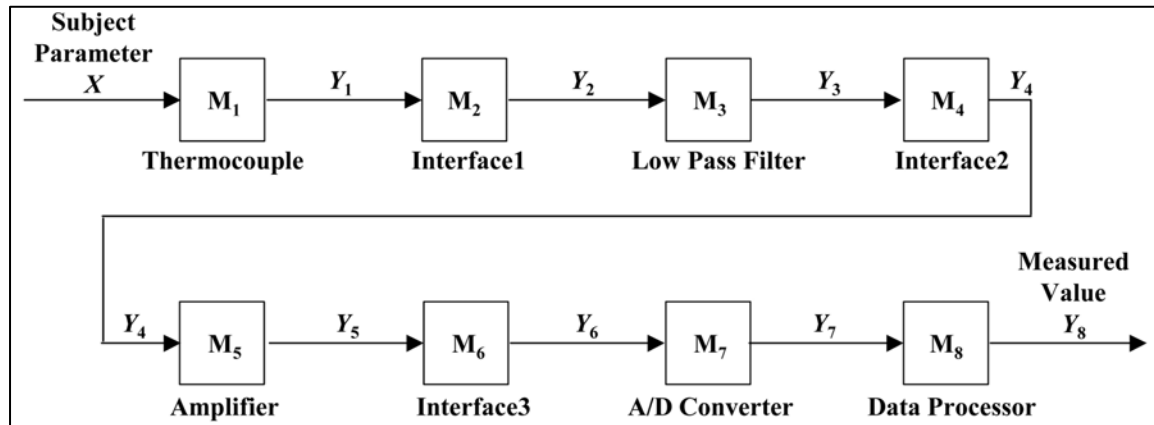 Subject
Parameter
X
Y1
Y2
Y3
Y4
M1
M2
M3
M4
Thermocouple
Interface1
Low Pass Filter
Interface2
Measured
Value
Y4
Y5
Y6
Y7
Y8
M5
M6
M7
M8
Amplifier
Interface3
A/D Converter
Data Processor